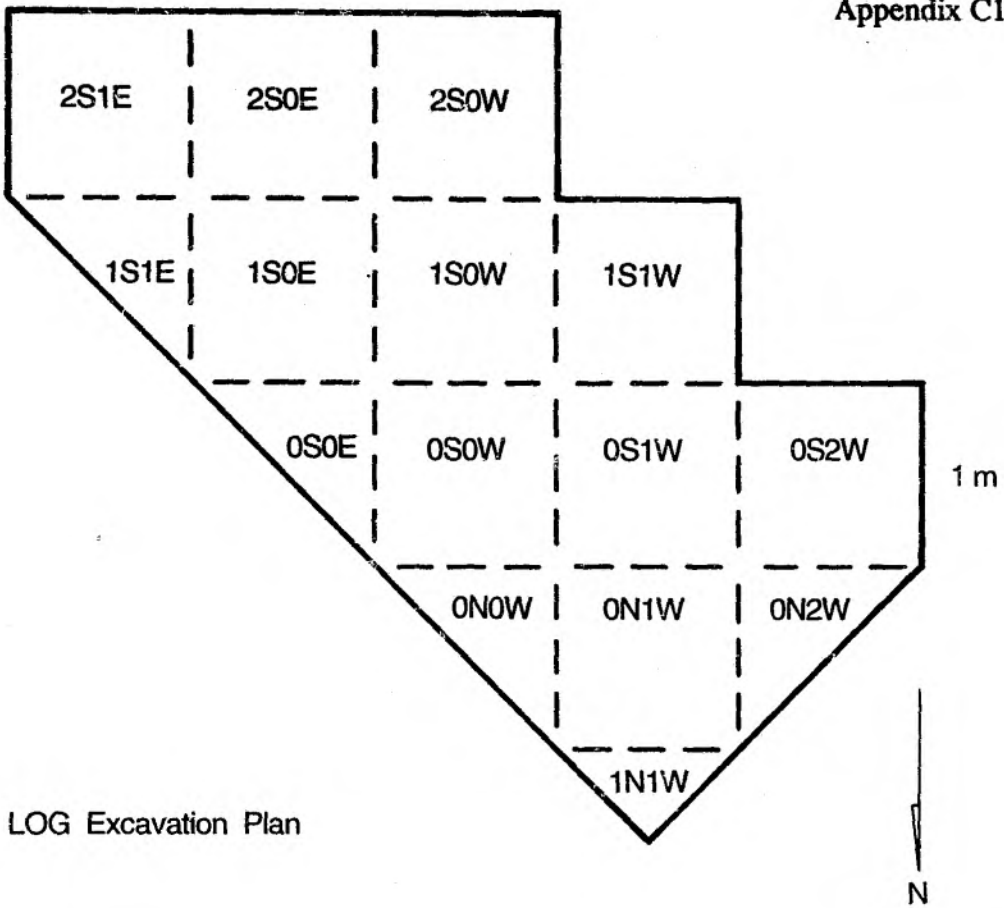 Appendix C1
2S1E 2S0E 2S0W
1S1E 1S0E 1S0W 1S1W
0S0E 0S0W 0S1W 0S2W
1 m
0N0W 0N1W 0N2W
1N1W
LOG Excavation Plan
N